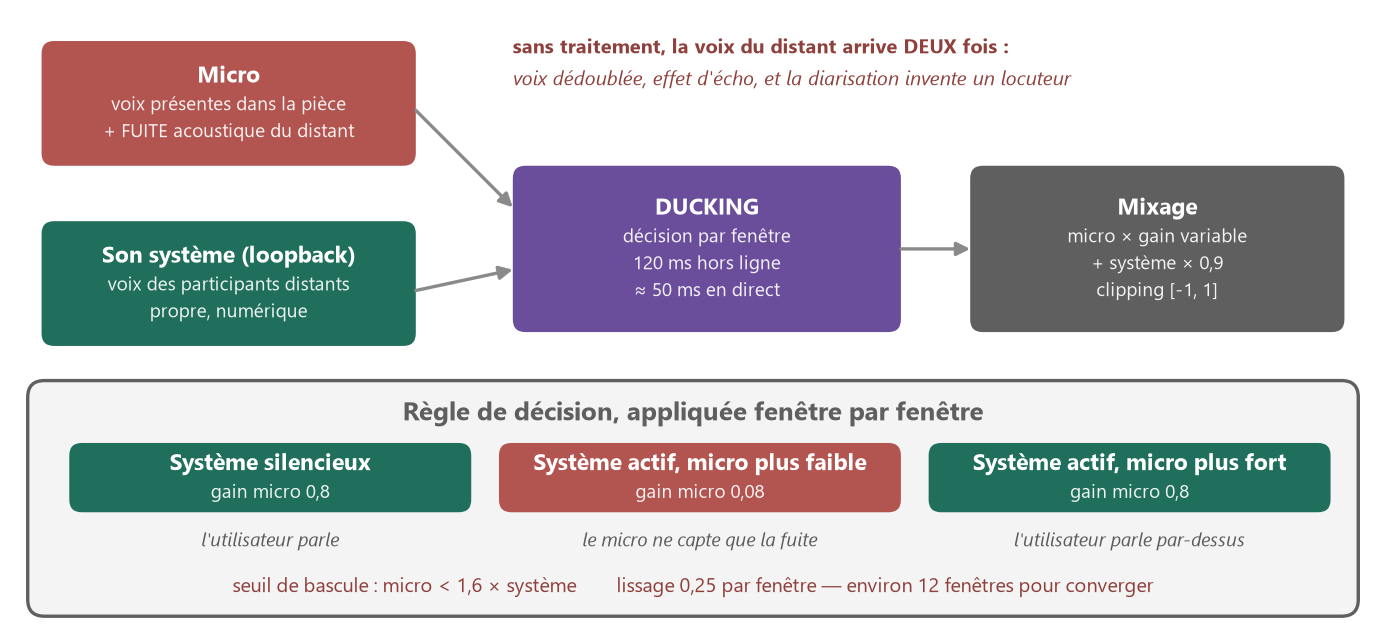 Micro
voix présentes dans la pièce
+ FUITE acoustique du distant
sans traitement, la voix du distant arrive DEUX fois :
voix dédoublée, effet d'écho, et la diarisation invente un locuteur
Son système (loopback)
voix des participants distants
propre, numérique
DUCKING
décision par fenêtre
120 ms hors ligne
≈ 50 ms en direct
Mixage
micro × gain variable
+ système × 0,9
clipping [-1, 1]
Règle de décision, appliquée fenêtre par fenêtre
Système silencieux
gain micro 0,8
l'utilisateur parle
Système actif, micro plus faible
gain micro 0,08
le micro ne capte que la fuite
Système actif, micro plus fort
gain micro 0,8
l'utilisateur parle par-dessus
seuil de bascule : micro < 1,6 × système
lissage 0,25 par fenêtre — environ 12 fenêtres pour converger